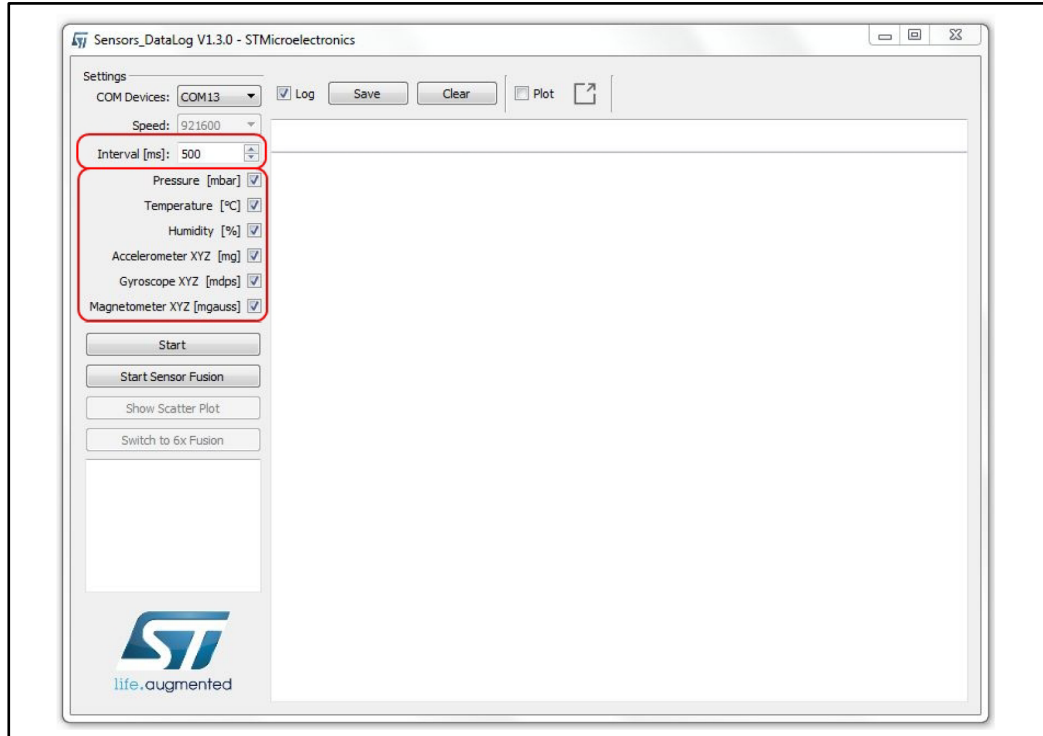 Sensors_DataLog V1.3.0 - STMicroelectronics
Settings
COM Devices: COM13
Log Save Clear Plot
Speed: 921600
Interval [ms]: 500
Pressure [mbar]
Temperature [ºC]
Humidity [%]
Accelerometer XYZ [mg]
Gyroscope XYZ [mdps]
Magnetometer XYZ [mgauss]
Start
Start Sensor Fusion
Show Scatter Plot
Switch to 6x Fusion
ST
life.augmented